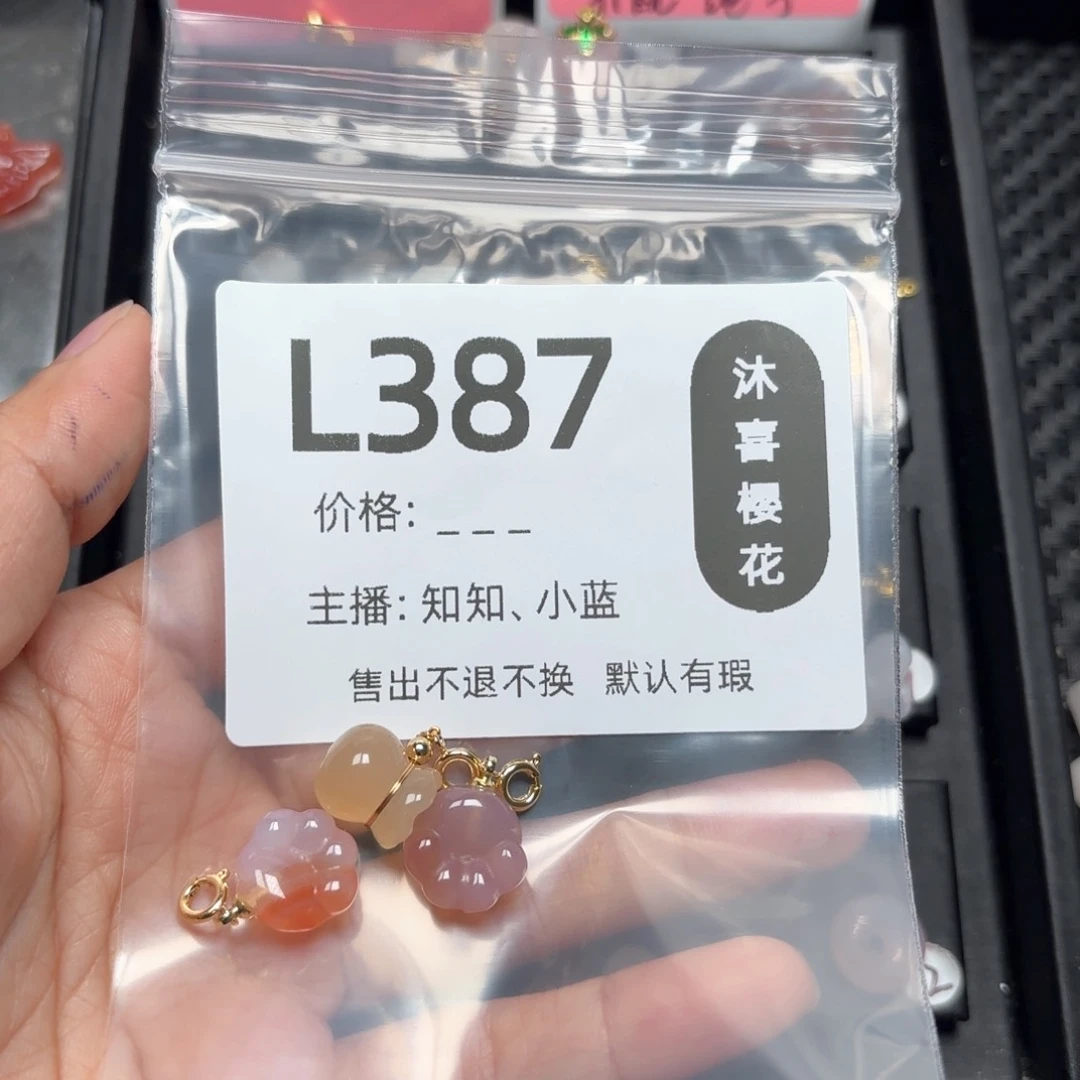 L387
沐喜樱花
价格: _ _ _
主播: 知知、小蓝
售出不退不换 默认有瑕
2